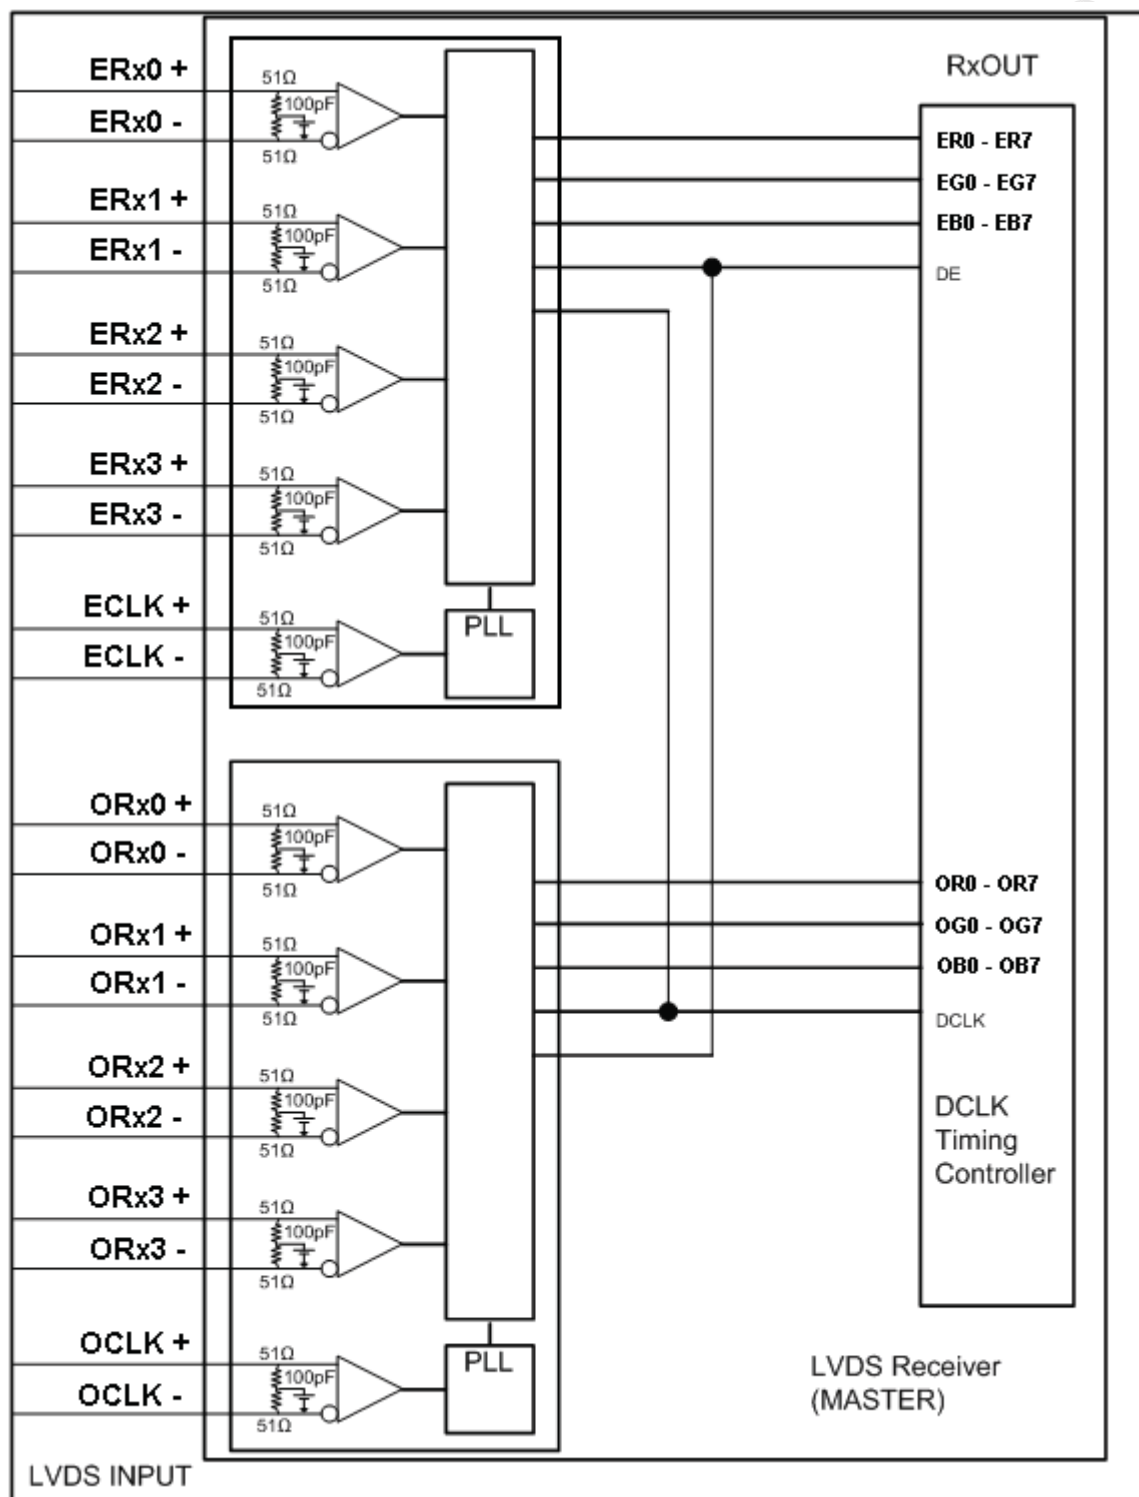 RxOUT
ERx0 +
51Ω
100pF
ERx0 -
51Ω
ER0 - ER7
EG0 - EG7
ERx1 +
51Ω
100pF
EB0 - EB7
ERx1 -
51Ω
DE
ERx2 +
51Ω
100pF
ERx2 -
51Ω
ERx3 +
51Ω
100pF
ERx3 -
51Ω
ECLK +
51Ω
100pF
PLL
ECLK -
51Ω
ORx0 +
51Ω
100pF
ORx0 -
51Ω
OR0 - OR7
OG0 - OG7
ORx1 +
51Ω
100pF
OB0 - OB7
ORx1 -
51Ω
DCLK
ORx2 +
51Ω
100pF
ORx2 -
51Ω
DCLK
Timing
Controller
ORx3 +
51Ω
100pF
ORx3 -
51Ω
OCLK +
51Ω
100pF
PLL
OCLK -
51Ω
LVDS Receiver
(MASTER)
LVDS INPUT